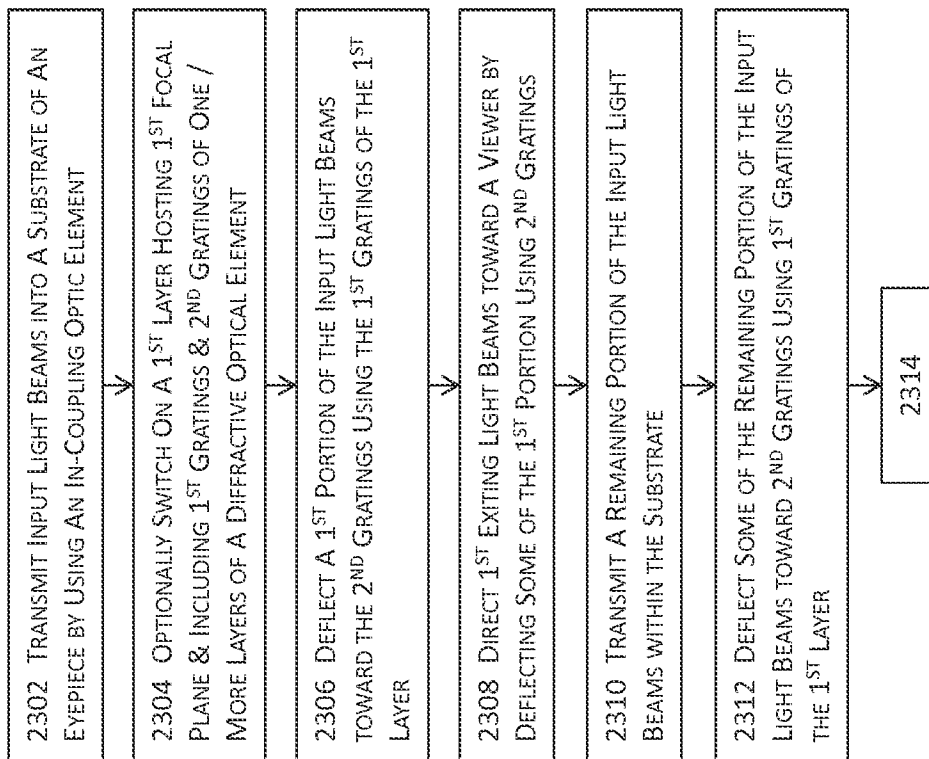 2302 TRANSMIT INPUT LIGHT BEAMS INTO A SUBSTRATE OF AN
EYEPIECE BY USING AN IN-COUPLING OPTIC ELEMENT
2304 OPTIONALLY SWITCH ON A 1ST LAYER HOSTING 1ST FOCAL
PLANE & INCLUDING 1ST GRATINGS & 2ND GRATINGS OF ONE /
MORE LAYERS OF A DIFFRACTIVE OPTICAL ELEMENT
2306 DEFLECT A 1ST PORTION OF THE INPUT LIGHT BEAMS
TOWARD THE 2ND GRATINGS USING THE 1ST GRATINGS OF THE 1ST
LAYER
2308 DIRECT 1ST EXITING LIGHT BEAMS TOWARD A VIEWER BY
DEFLECTING SOME OF THE 1ST PORTION USING 2ND GRATINGS
2310 TRANSMIT A REMAINING PORTION OF THE INPUT LIGHT
BEAMS WITHIN THE SUBSTRATE
2312 DEFLECT SOME OF THE REMAINING PORTION OF THE INPUT
LIGHT BEAMS TOWARD 2ND GRATINGS USING 1ST GRATINGS OF
THE 1ST LAYER
2314